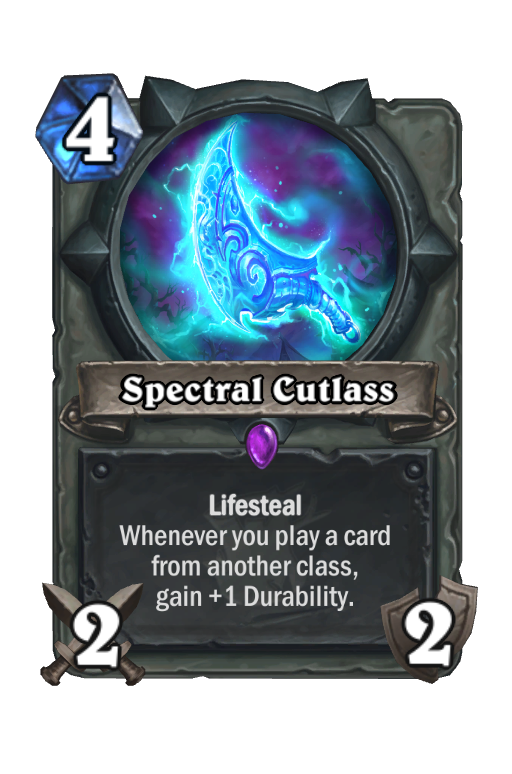 4
Spectral Cutlass
Lifesteal
Whenever you play a card
from another class,
gain +1 Durability.
2
2